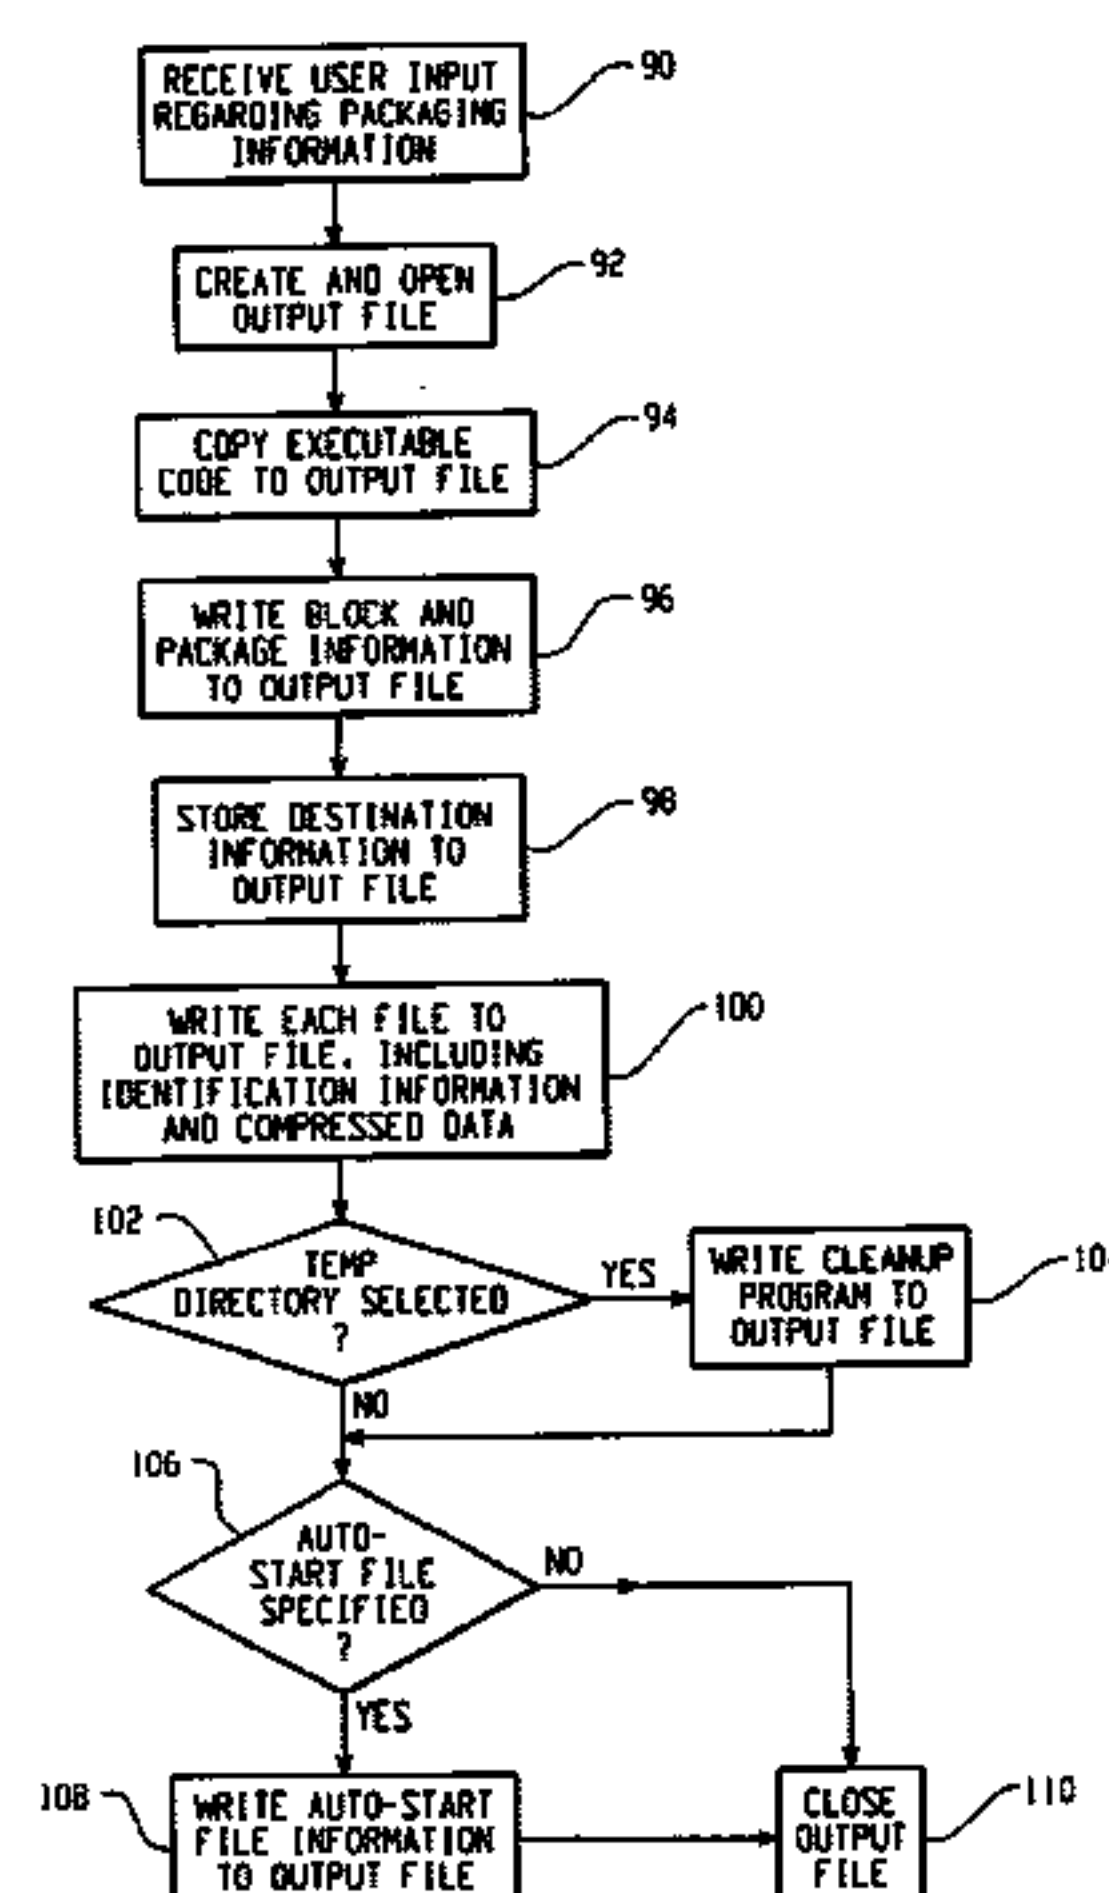 RECEIVE USER INPUT
REGARDING PACKAGING
INFORMATION
90
CREATE AND OPEN
OUTPUT FILE
92
COPY EXECUTABLE
CODE TO OUTPUT FILE
94
WRITE BLOCK AND
PACKAGE INFORMATION
TO OUTPUT FILE
96
STORE DESTINATION
INFORMATION TO
OUTPUT FILE
98
WRITE EACH FILE TO
OUTPUT FILE, INCLUDING
IDENTIFICATION INFORMATION
AND COMPRESSED DATA
100
102
TEMP
DIRECTORY SELECTED
?
YES
WRITE CLEANUP
PROGRAM TO
OUTPUT FILE
NO
106
AUTO-
START FILE
SPECIFIED
?
NO
YES
108
WRITE AUTO-START
FILE INFORMATION
TO OUTPUT FILE
CLOSE
OUTPUT
FILE
110